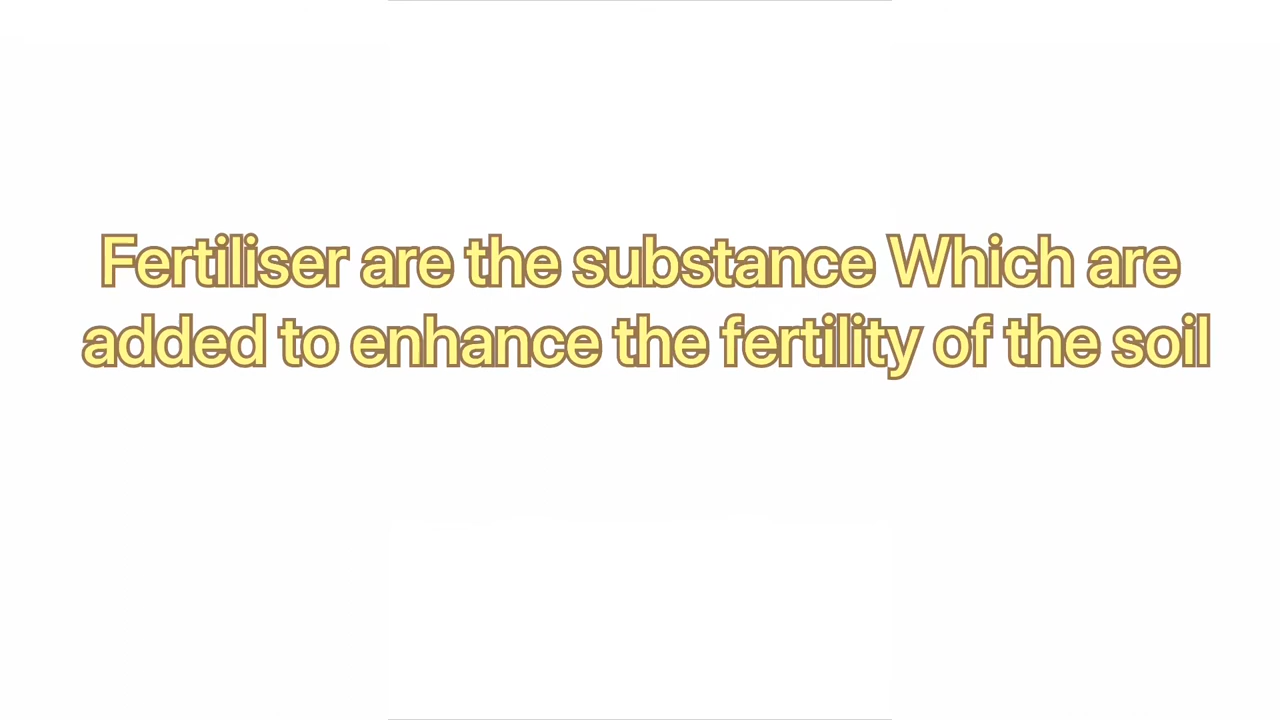 Fertiliser are the substance Which are
added to enhance the fertility of the soil